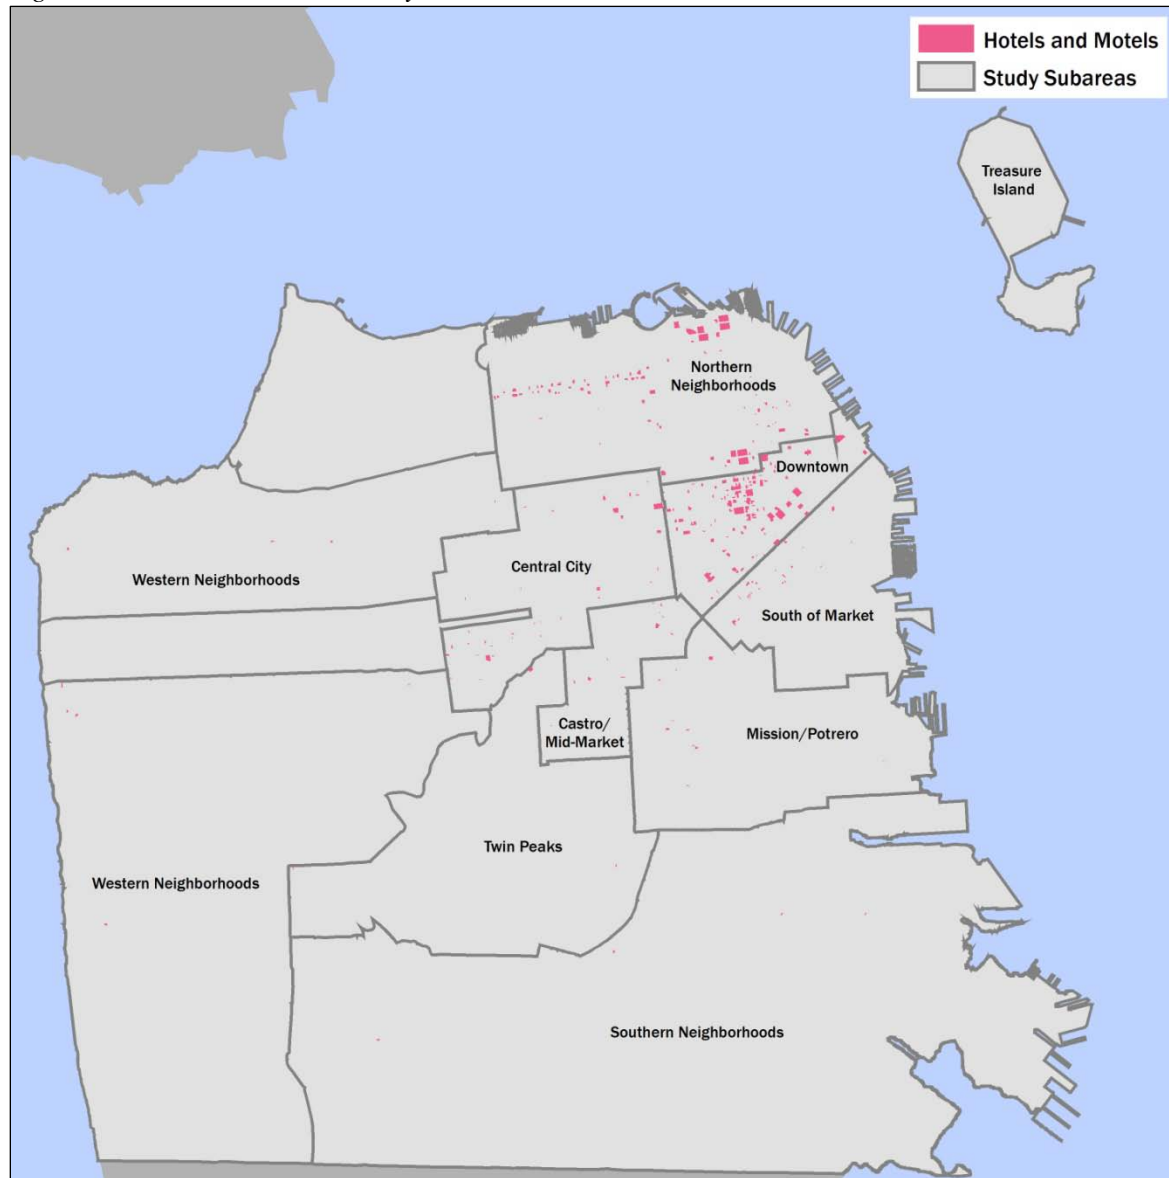 Hotels and Motels
Study Subareas
Treasure
Island
Northern
Neighborhoods
Downtown
Central City
Western Neighborhoods
South of Market
Castro/
Mid-Market
Mission/Potrero
Twin Peaks
Western Neighborhoods
Southern Neighborhoods